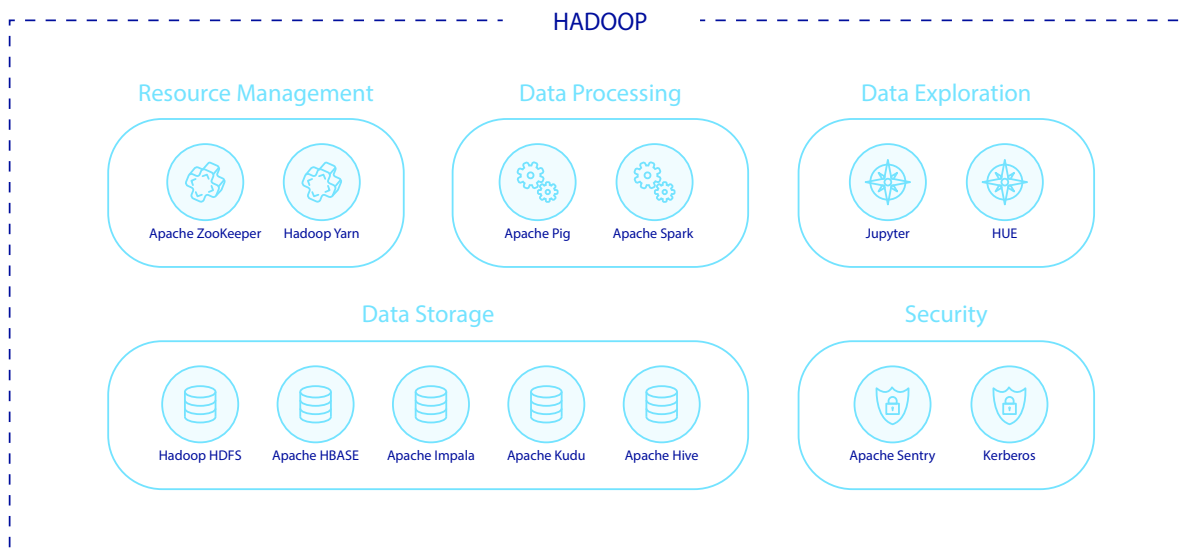 HADOOP
Resource Management
Apache ZooKeeper
Hadoop Yarn
Data Processing
Apache Pig
Apache Spark
Data Exploration
Jupyter
HUE
Data Storage
Hadoop HDFS
Apache HBASE
Apache Impala
Apache Kudu
Apache Hive
Security
Apache Sentry
Kerberos